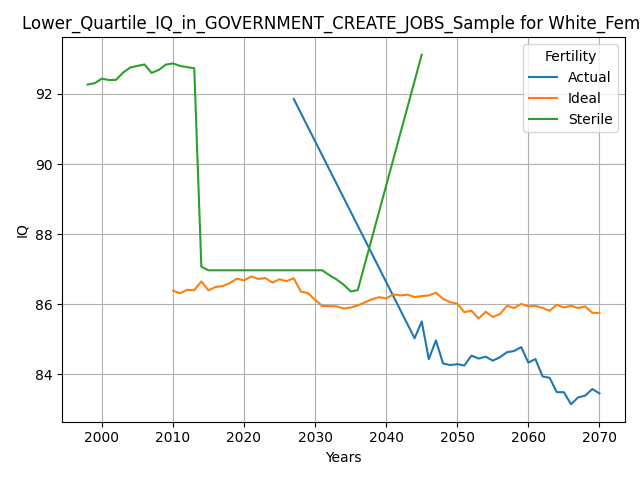 Lower_Quartile_IQ_in_GOVERNMENT_CREATE_JOBS_Sample for White_Fem
Fertility
Actual
Ideal
Sterile
92
90
88
86
84
IQ
2000 2010 2020 2030 2040 2050 2060 2070
Years